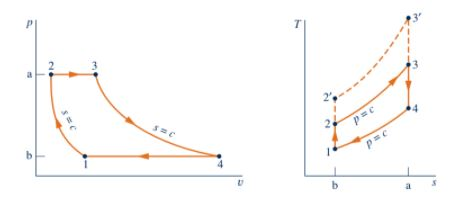 p
2 3
a
s = c
s = c
b
1 4
v
T
3'
3
2'
2
p = c
4
p = c
1
b a s